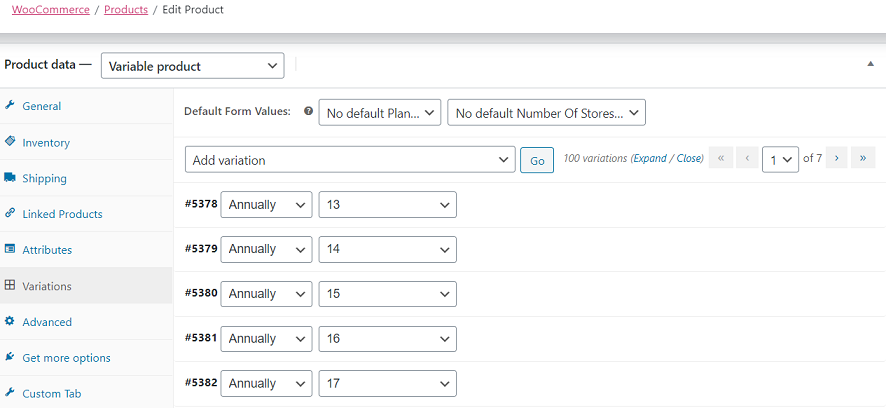 WooCommerce / Products / Edit Product
Product data — Variable product
General
Inventory
Shipping
Linked Products
Attributes
Variations
Advanced
Get more options
Custom Tab
Default Form Values: ? No default Plan... No default Number Of Stores...
Add variation Go 100 variations (Expand / Close) « ‹ 1 of 7 › »
#5378 Annually 13
#5379 Annually 14
#5380 Annually 15
#5381 Annually 16
#5382 Annually 17